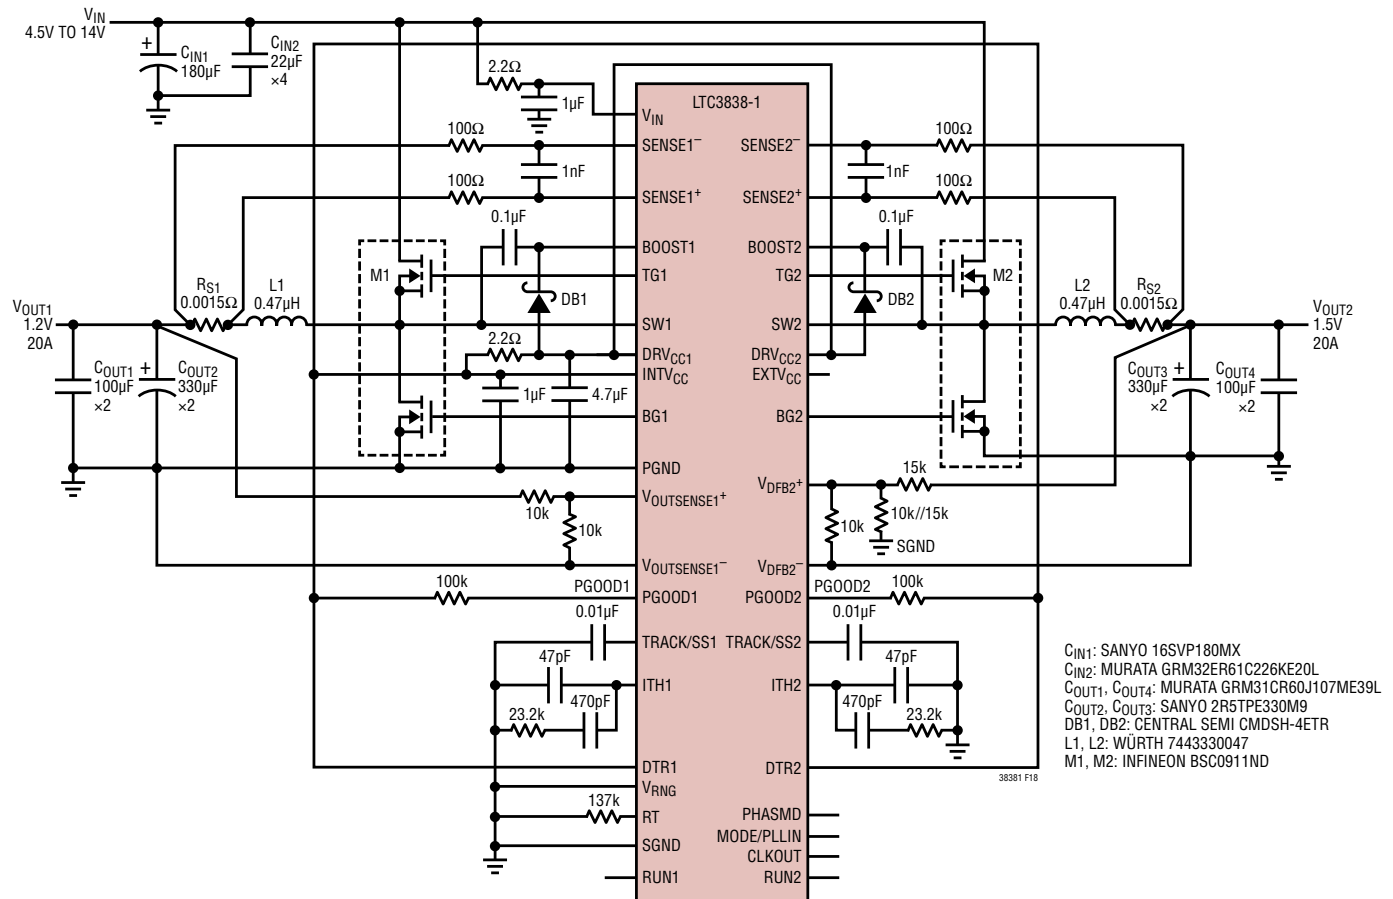 VIN
4.5V TO 14V
+
CIN1
180µF
CIN2
22µF
×4
2.2Ω
1µF
LTC3838-1
VIN
100Ω
SENSE1–
SENSE2–
100Ω
1nF
1nF
100Ω
SENSE1+
SENSE2+
100Ω
0.1µF
0.1µF
BOOST1
BOOST2
M1
TG1
TG2
M2
DB1
DB2
RS1
0.0015Ω
L1
0.47µH
L2
0.47µH
RS2
0.0015Ω
VOUT1
1.2V
20A
SW1
SW2
VOUT2
1.5V
20A
2.2Ω
DRVCC1
DRVCC2
INTVCC
EXTVCC
COUT1
100µF
×2
+
COUT2
330µF
×2
1µF
4.7µF
COUT3
330µF
×2
+
COUT4
100µF
×2
BG1
BG2
PGND
15k
VDFB2+
VOUTSENSE1+
10k
10k
10k
10k//15k
SGND
VOUTSENSE1–
VDFB2–
100k
PGOOD1
PGOOD1
PGOOD2
PGOOD2
100k
0.01µF
0.01µF
TRACK/SS1
TRACK/SS2
47pF
47pF
ITH1
ITH2
470pF
470pF
23.2k
23.2k
DTR1
DTR2
38381 F18
VRNG
137k
RT
PHASMD
MODE/PLLIN
SGND
CLKOUT
RUN1
RUN2
CIN1: SANYO 16SVP180MX
CIN2: MURATA GRM32ER61C226KE20L
COUT1, COUT4: MURATA GRM31CR60J107ME39L
COUT2, COUT3: SANYO 2R5TPE330M9
DB1, DB2: CENTRAL SEMI CMDSH-4ETR
L1, L2: WÜRTH 7443330047
M1, M2: INFINEON BSC0911ND